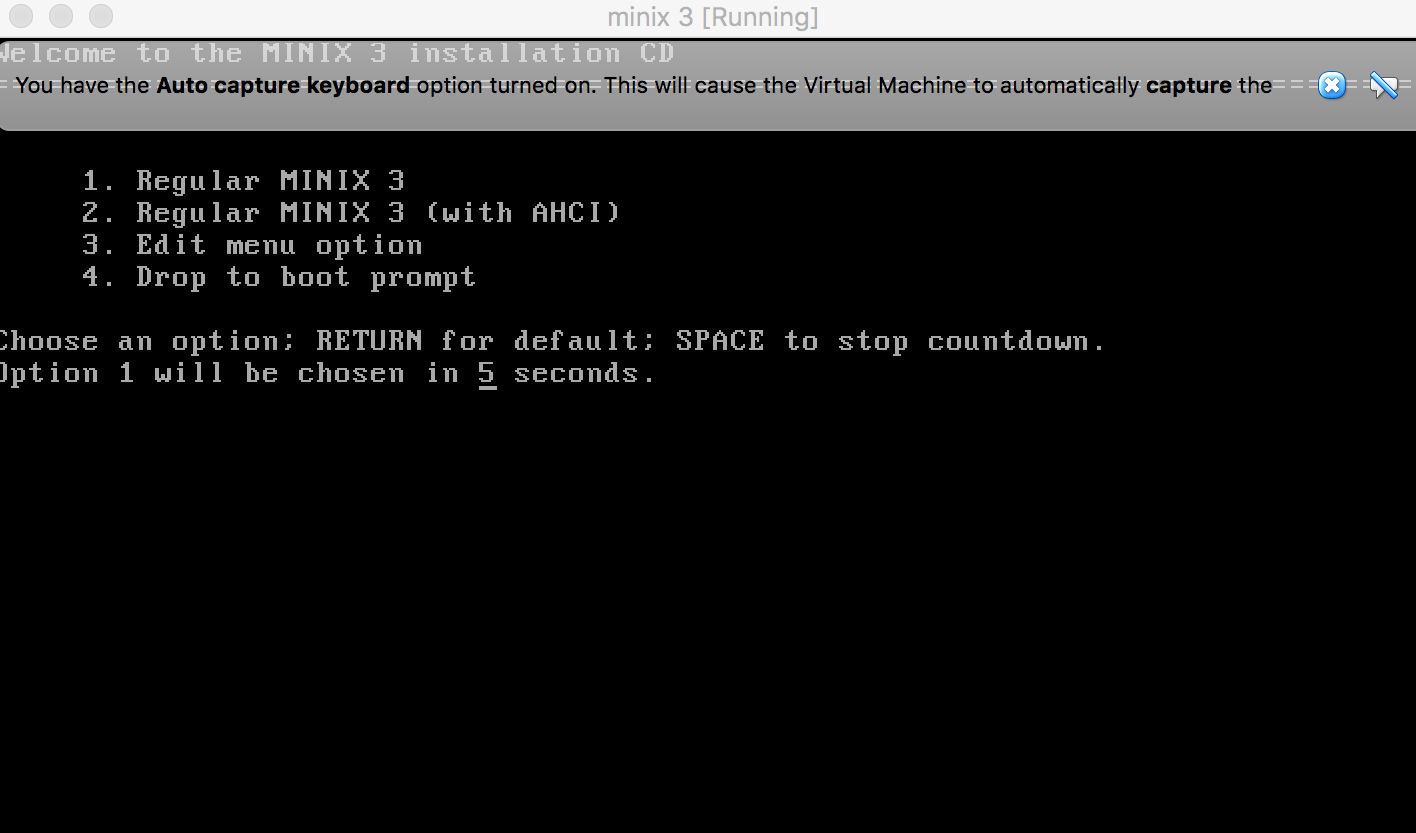 minix 3 [Running]
Welcome to the MINIX 3 installation CD
You have the Auto capture keyboard option turned on. This will cause the Virtual Machine to automatically capture the
1. Regular MINIX 3
2. Regular MINIX 3 (with AHCI)
3. Edit menu option
4. Drop to boot prompt
Choose an option; RETURN for default; SPACE to stop countdown.
Option 1 will be chosen in 5 seconds.